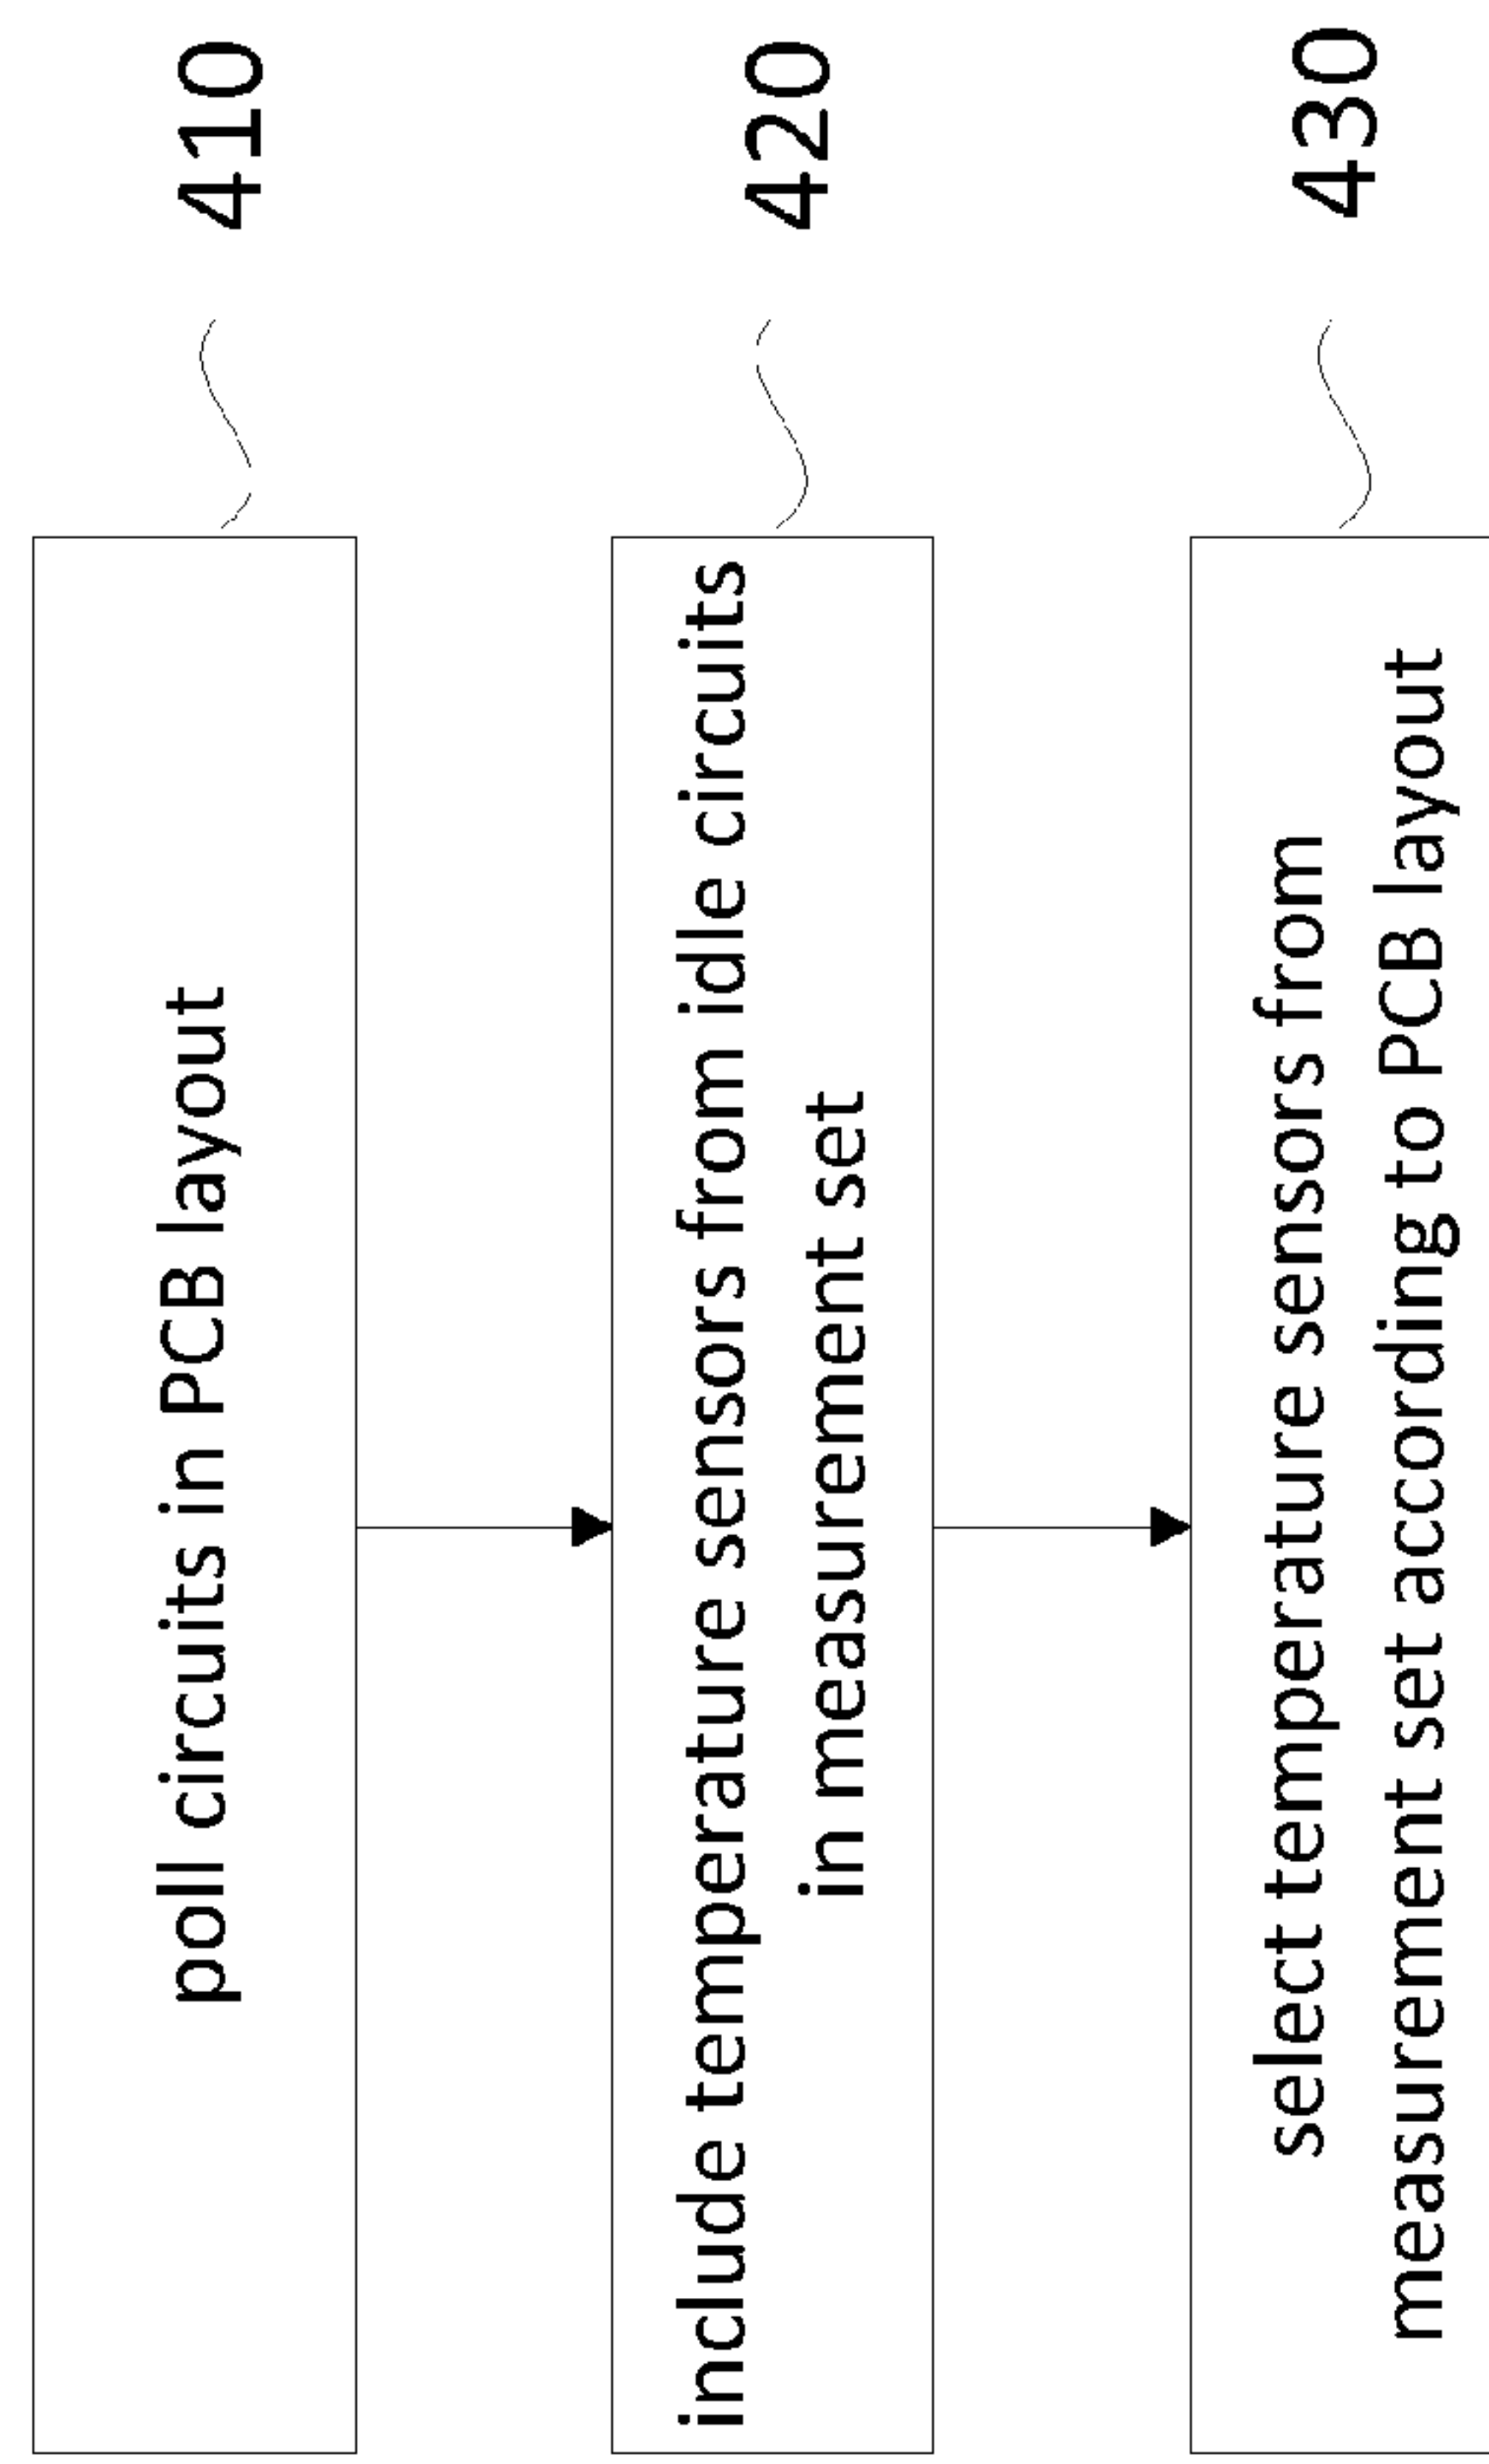 poll circuits in PCB layout
410
include temperature sensors from idle circuits
in measurement set
420
select temperature sensors from
measurement set according to PCB layout
430